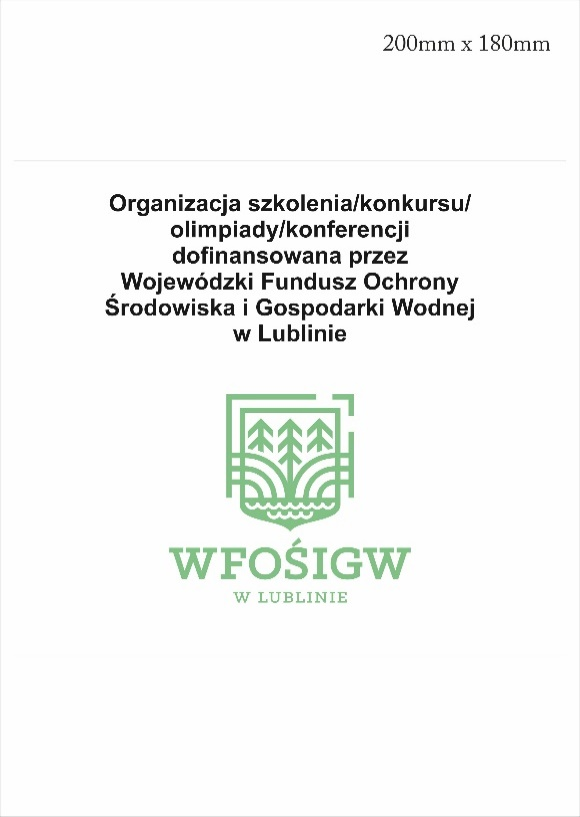 200mm x 180mm
Organizacja szkolenia/konkursu/
olimpiady/konferencji
dofinansowana przez
Wojewódzki Fundusz Ochrony
Środowiska i Gospodarki Wodnej
w Lublinie
WFOŚIGW
W LUBLINIE